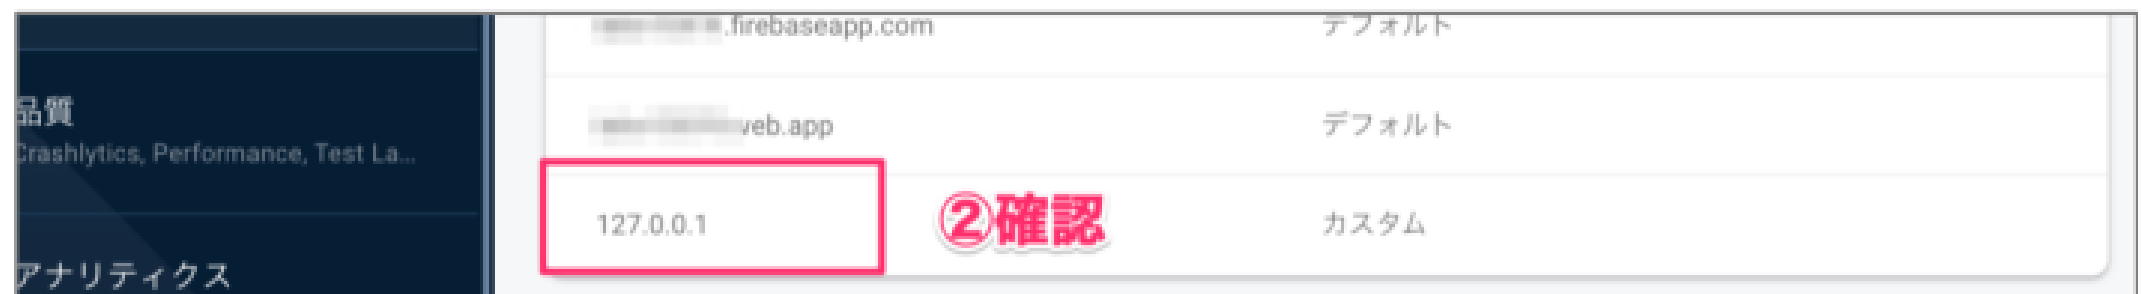 品質
Crashlytics, Performance, Test La...
アナリティクス
.firebaseapp.com デフォルト
web.app デフォルト
127.0.0.1 ②確認 カスタム